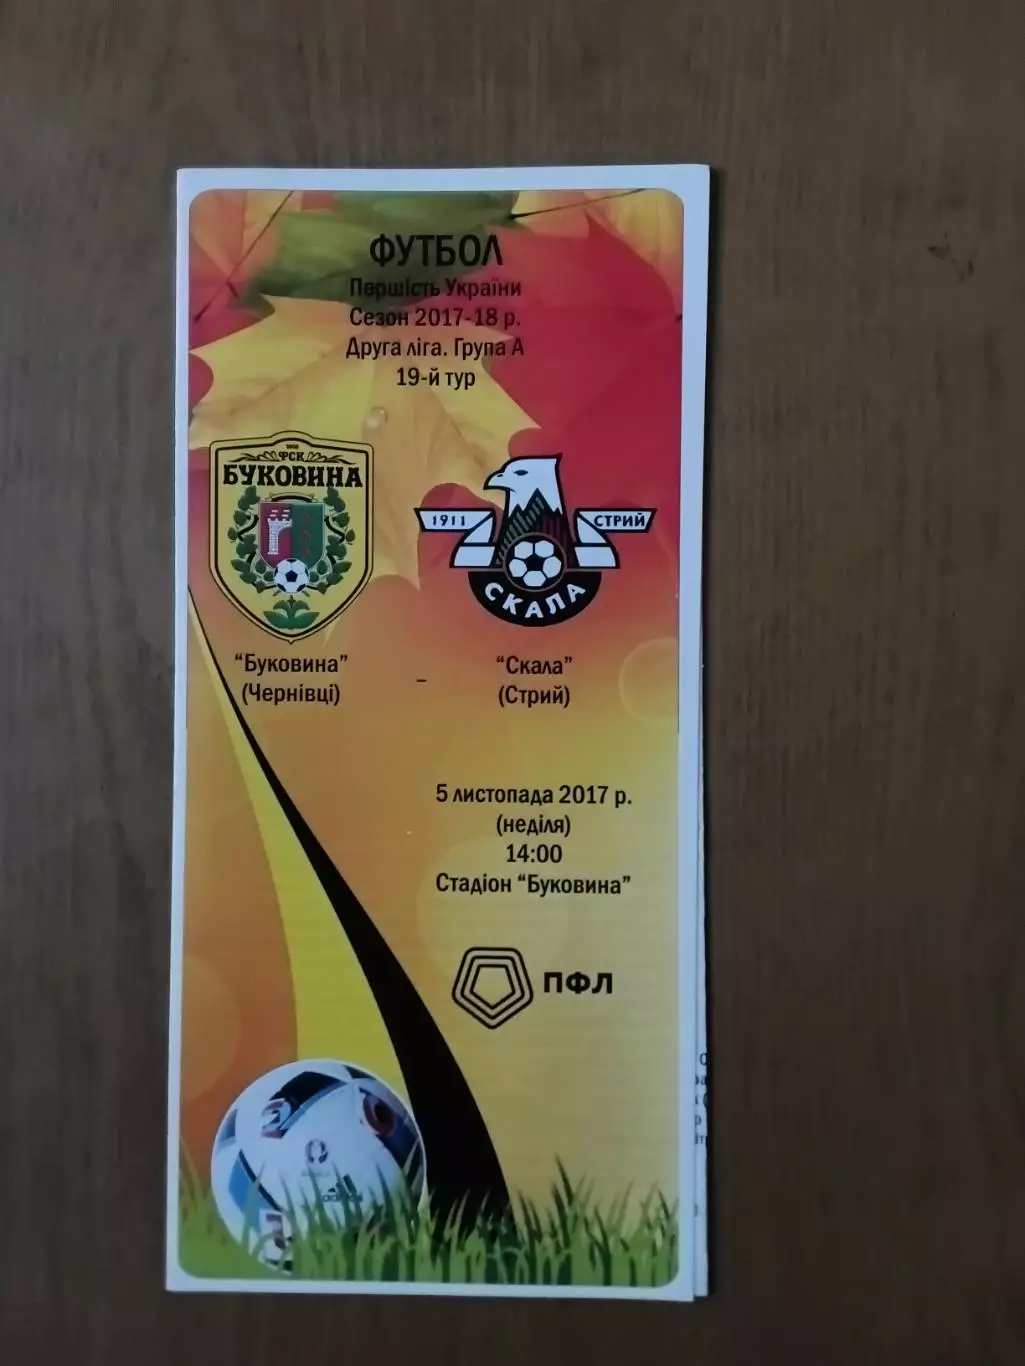 ФУТБОЛ
Першість України
Сезон 2017-18 р.
Друга ліга. Група А
19-й тур
ФСК
БУКОВИНА
1911
СТРИЙ
СКАЛА
"Буковина"
(Чернівці)
–
"Скала"
(Стрий)
5 листопада 2017 р.
(неділя)
14:00
Стадіон "Буковина"
ПФЛ
adidas